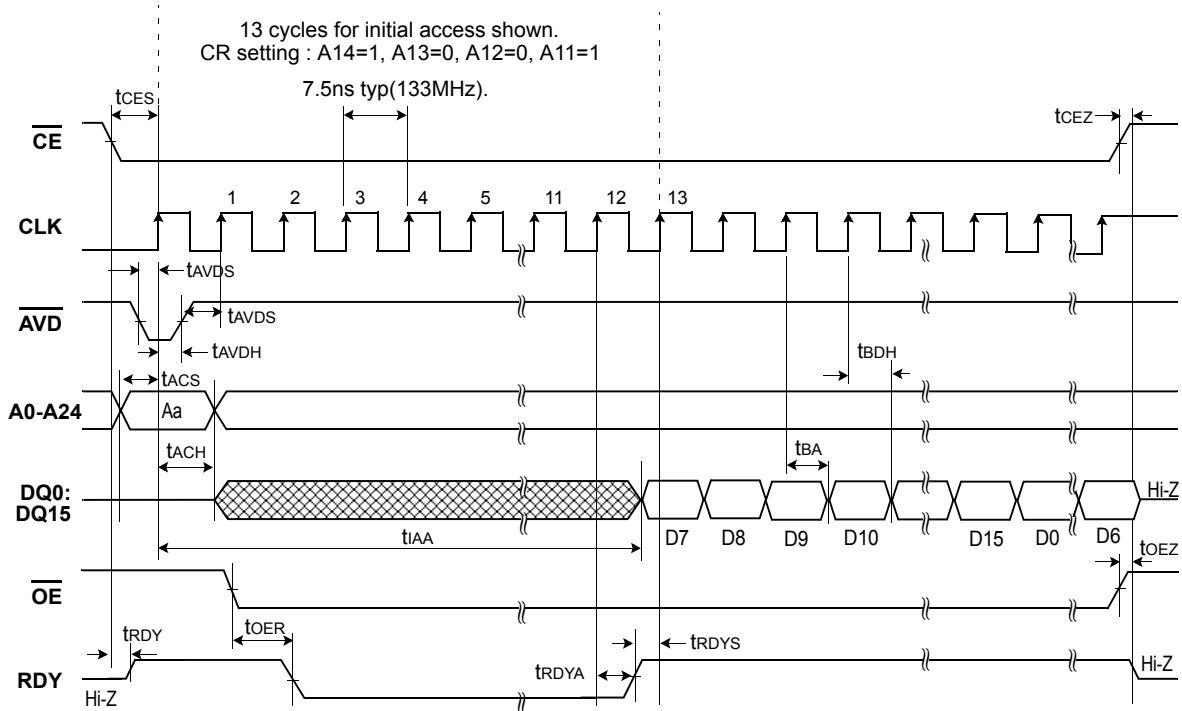 13 cycles for initial access shown.
CR setting : A14=1, A13=0, A12=0, A11=1
7.5ns typ(133MHz).
tCES
tCEZ
CE
1 2 3 4 5 11 12 13
CLK
tAVDS
AVD
tAVDS
tAVDH
tBDH
tACS
A0-A24
Aa
tACH
tBA
DQ0:
DQ15
Hi-Z
tIAA
D7 D8 D9 D10 D15 D0 D6
tOEZ
OE
tOER
tRDY
tRDYS
tRDYA
RDY
Hi-Z
Hi-Z